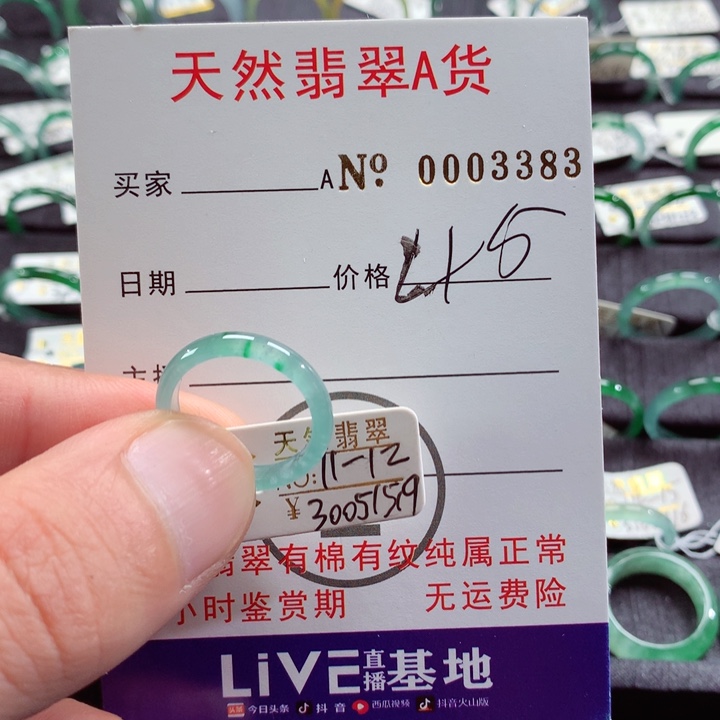 天然翡翠A货
买家
A No 0003383
日期
价格
天然翡翠
NO: 11-12
¥ 30051519
翡翠有棉有纹纯属正常
小时鉴赏期 无运费险
LiVE直播基地
今日头条 抖音 西瓜视频 抖音火山版